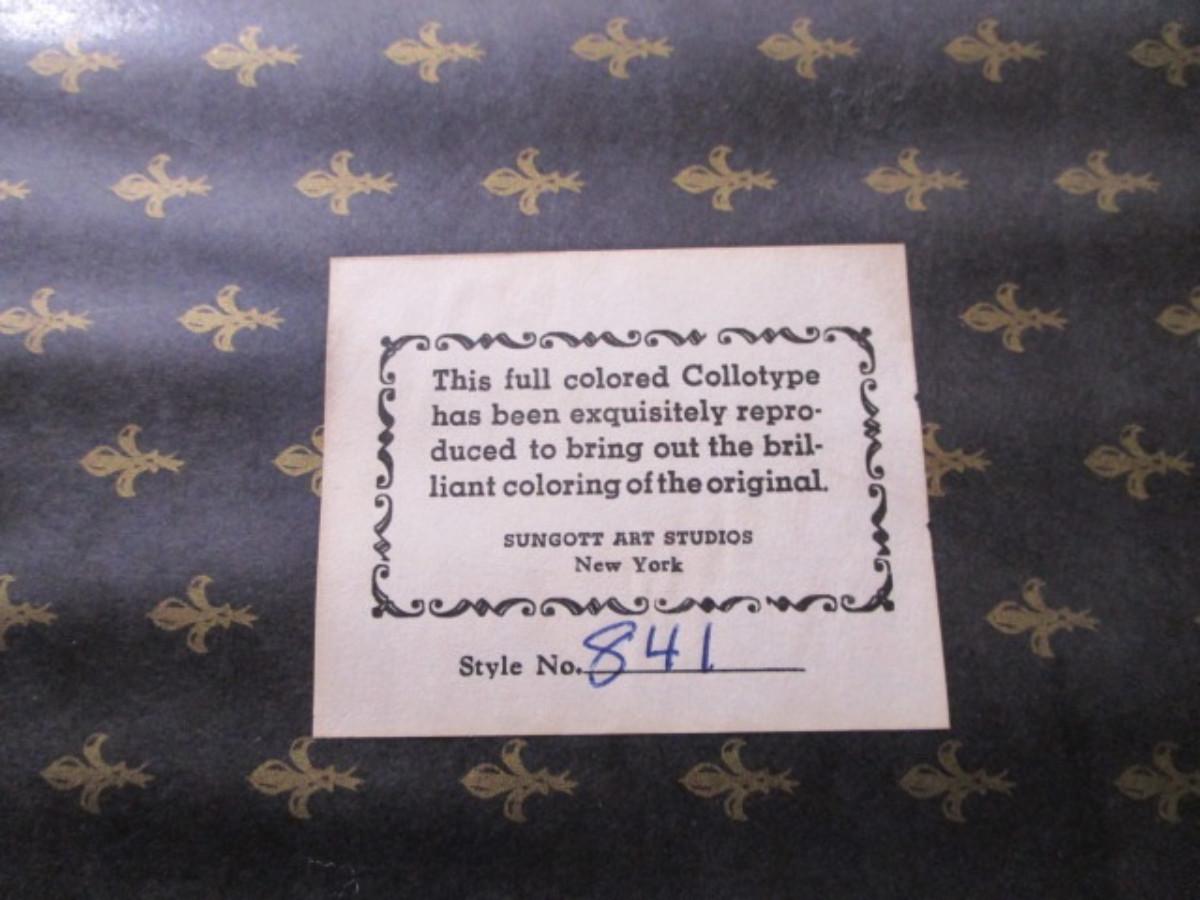 This full colored Collotype
has been exquisitely repro-
duced to bring out the bril-
liant coloring of the original.
SUNGOTT ART STUDIOS
New York
Style No. 841